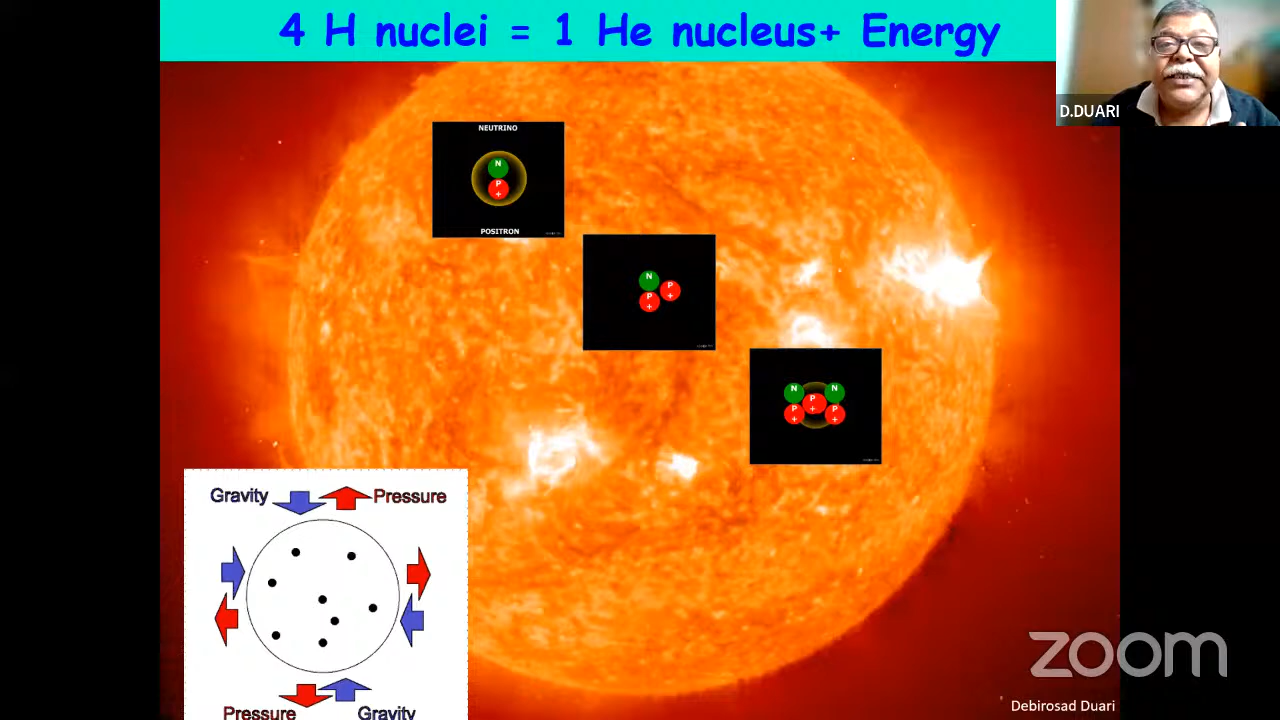 4 H nuclei = 1 He nucleus+ Energy
D.DUARI
NEUTRINO
N
P
+
POSITRON
N
P
+
P
+
N
N
P
+
P
+
P
+
Gravity
Pressure
Pressure
Gravity
zoom
Debirosad Duari